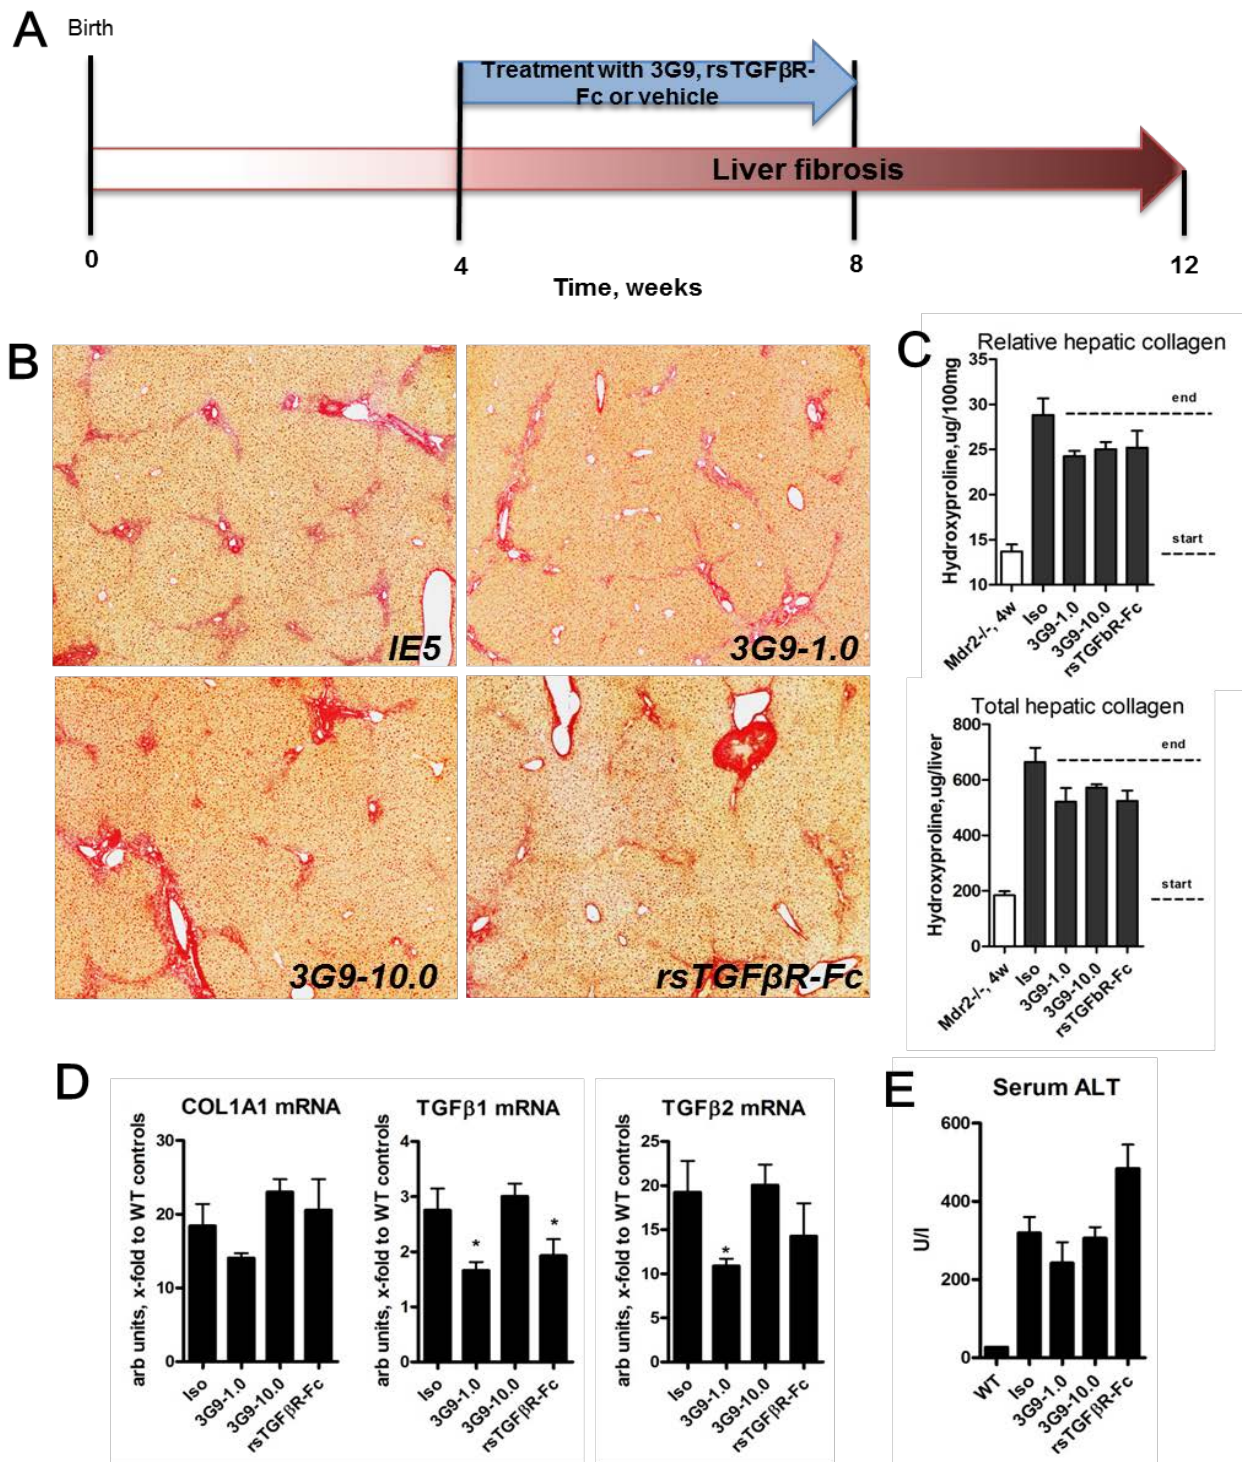 A
Birth
Treatment with 3G9, rsTGFβR-
Fc or vehicle
Liver fibrosis
0
4
8
12
Time, weeks
B
IE5
3G9-1.0
3G9-10.0
rsTGFβR-Fc
C
Relative hepatic collagen
Hydroxyproline,ug/100mg
35
30
25
20
15
10
end
start
Mdr2-/-, 4w
Iso
3G9-1.0
3G9-10.0
rsTGFbR-Fc
Total hepatic collagen
Hydroxyproline,ug/liver
800
600
400
200
0
end
start
Mdr2-/-, 4w
Iso
3G9-1.0
3G9-10.0
rsTGFbR-Fc
D
COL1A1 mRNA
arb units, x-fold to WT controls
30
20
10
0
Iso
3G9-1.0
3G9-10.0
rsTGFβR-Fc
TGFβ1 mRNA
arb units, x-fold to WT controls
4
3
2
1
0
*
*
Iso
3G9-1.0
3G9-10.0
rsTGFβR-Fc
TGFβ2 mRNA
arb units, x-fold to WT controls
25
20
15
10
5
0
*
Iso
3G9-1.0
3G9-10.0
rsTGFβR-Fc
E
Serum ALT
U/l
600
400
200
0
WT
Iso
3G9-1.0
3G9-10.0
rsTGFβR-Fc